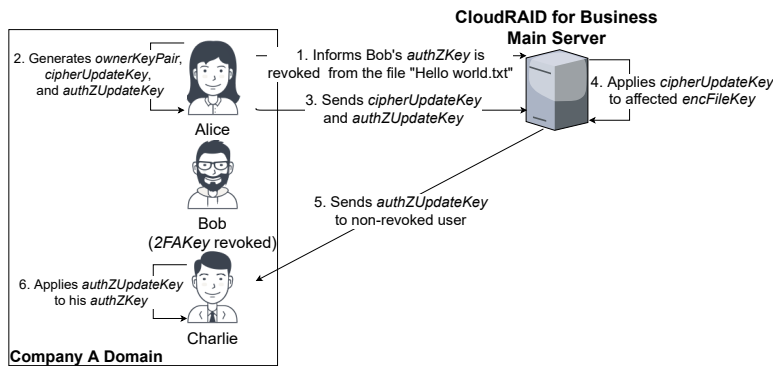 CloudRAID for Business
Main Server
2. Generates ownerKeyPair,
cipherUpdateKey,
and authZUpdateKey
1. Informs Bob's authZKey is
revoked from the file "Hello world.txt"
3. Sends cipherUpdateKey
and authZUpdateKey
4. Applies cipherUpdateKey
to affected encFileKey
Alice
Bob
(2FAKey revoked)
5. Sends authZUpdateKey
to non-revoked user
6. Applies authZUpdateKey
to his authZKey
Charlie
Company A Domain